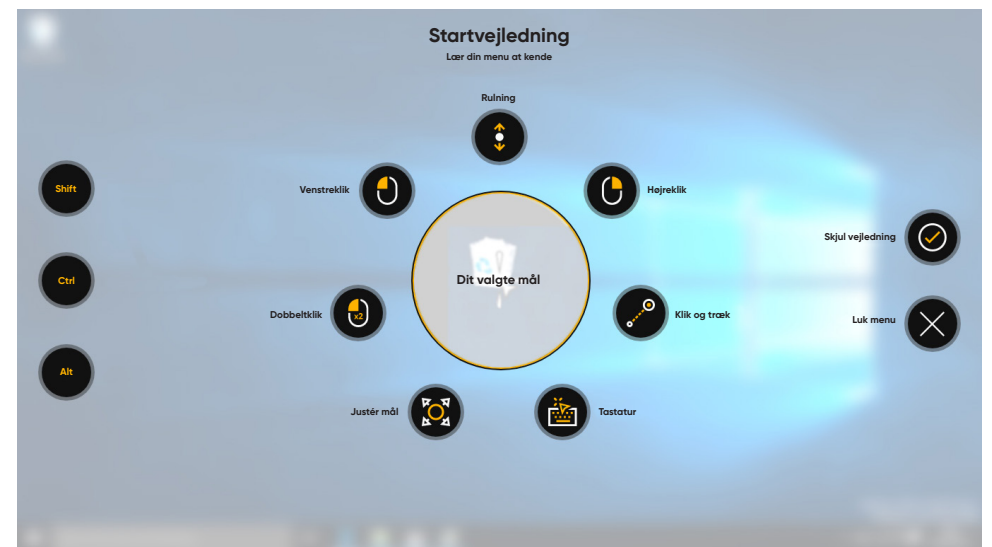 Startvejledning
Lær din menu at kende
Rulning
Venstreklik
Højreklik
Shift
Skjul vejledning
Dit valgte mål
Ctrl
Dobbeltklik
x2
Klik og træk
Luk menu
Alt
Justér mål
Tastatur